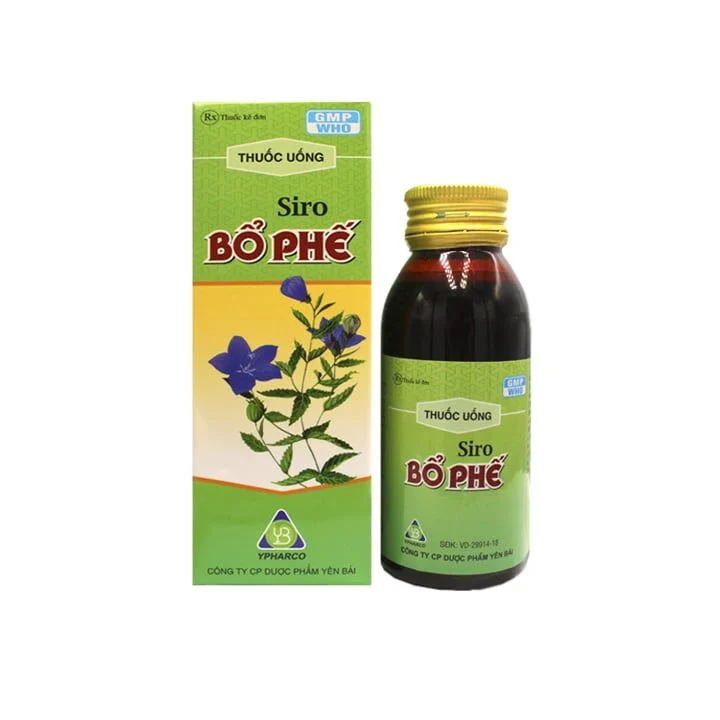 Rx Thuốc kê đơn
GMP
WHO
THUỐC UỐNG
Siro
BỔ PHẾ
YB
YPHARCO
CÔNG TY CP DƯỢC PHẨM YÊN BÁI
Rx Thuốc kê đơn
GMP
WHO
THUỐC UỐNG
Siro
BỔ PHẾ
YPHARCO
SĐK: VD-29914-18
CÔNG TY CP DƯỢC PHẨM YÊN BÁI